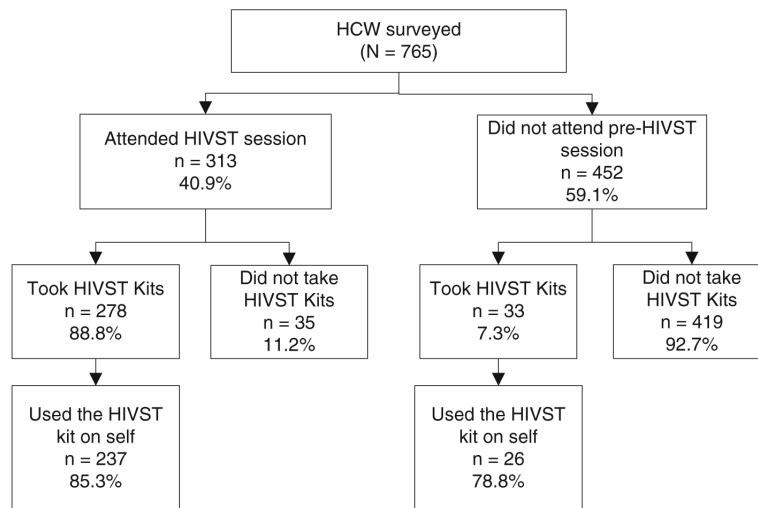 HCW surveyed
(N = 765)
Attended HIVST session
n = 313
40.9%
Did not attend pre-HIVST
session
n = 452
59.1%
Took HIVST Kits
n = 278
88.8%
Did not take
HIVST Kits
n = 35
11.2%
Took HIVST Kits
n = 33
7.3%
Did not take
HIVST Kits
n = 419
92.7%
Used the HIVST
kit on self
n = 237
85.3%
Used the HIVST
kit on self
n = 26
78.8%